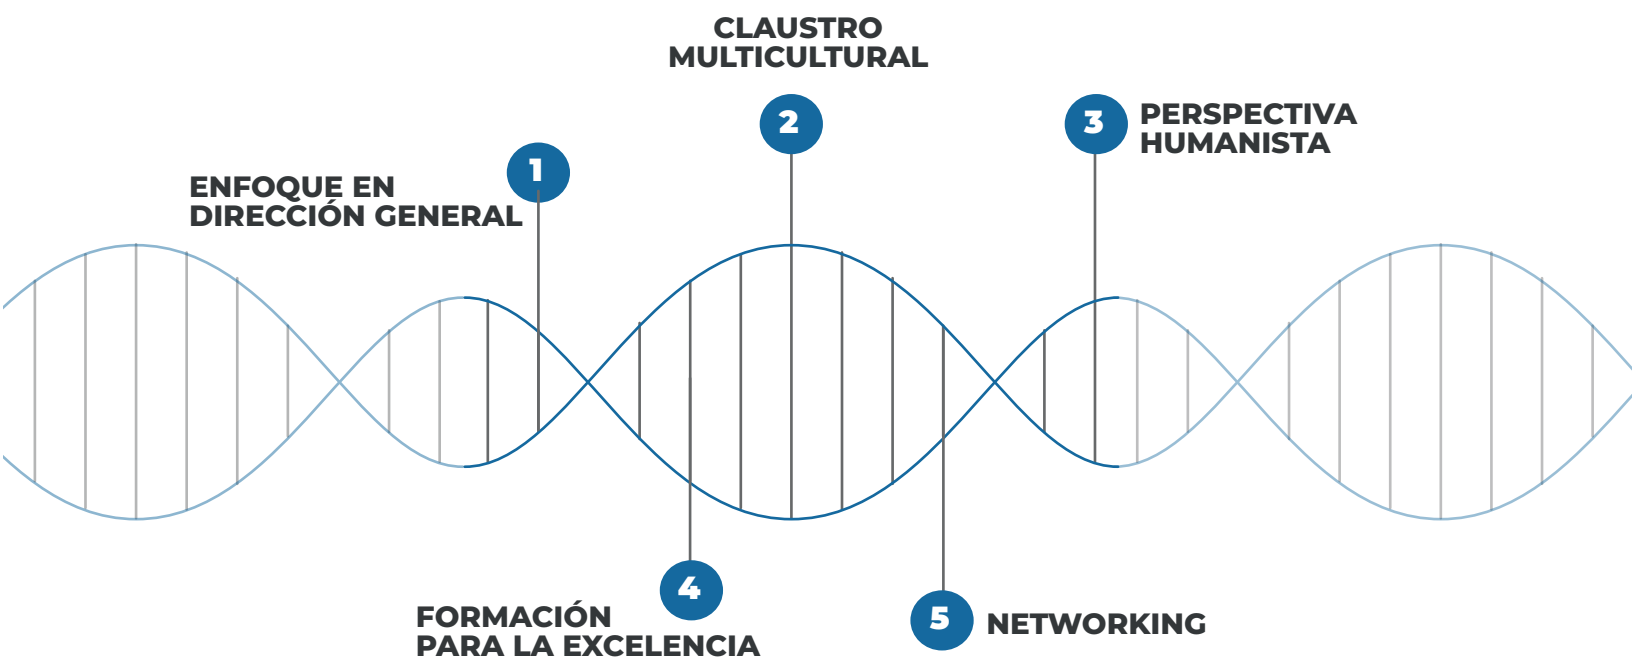 1
ENFOQUE EN
DIRECCIÓN GENERAL
2
CLAUSTRO
MULTICULTURAL
3
PERSPECTIVA
HUMANISTA
4
FORMACIÓN
PARA LA EXCELENCIA
5
NETWORKING